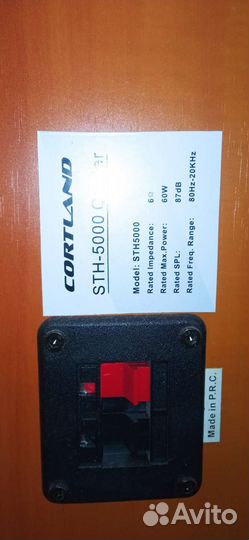 CORTLAND
STH-5000
Model: STH5000
Rated Impedance: 6Ω
Rated Max.Power: 60W
Rated SPL: 87dB
Rated Freq. Range: 80Hz-20KHz
Made in P.R.C.
Avito